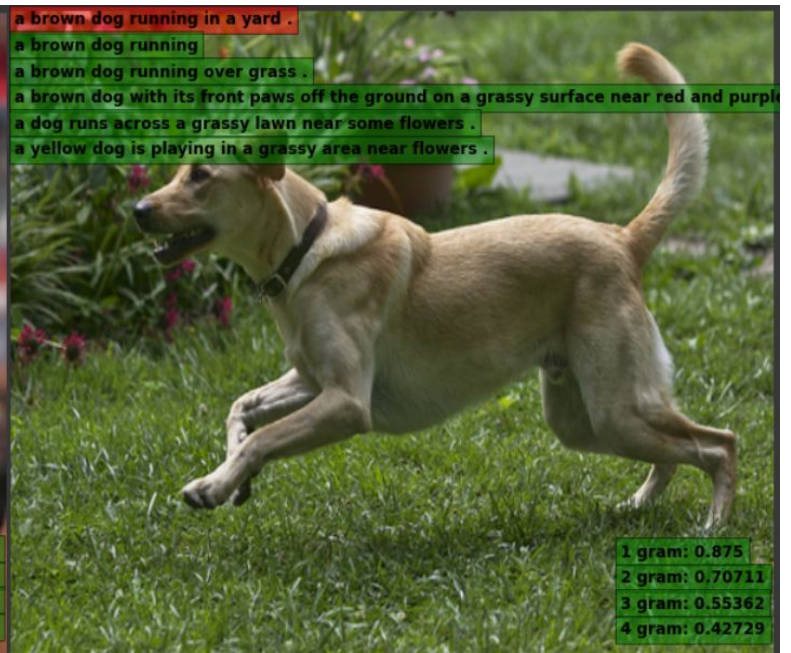 a brown dog running in a yard .
a brown dog running
a brown dog running over grass .
a brown dog with its front paws off the ground on a grassy surface near red and purple
a dog runs across a grassy lawn near some flowers .
a yellow dog is playing in a grassy area near flowers .
1 gram: 0.875
2 gram: 0.70711
3 gram: 0.55362
4 gram: 0.42729